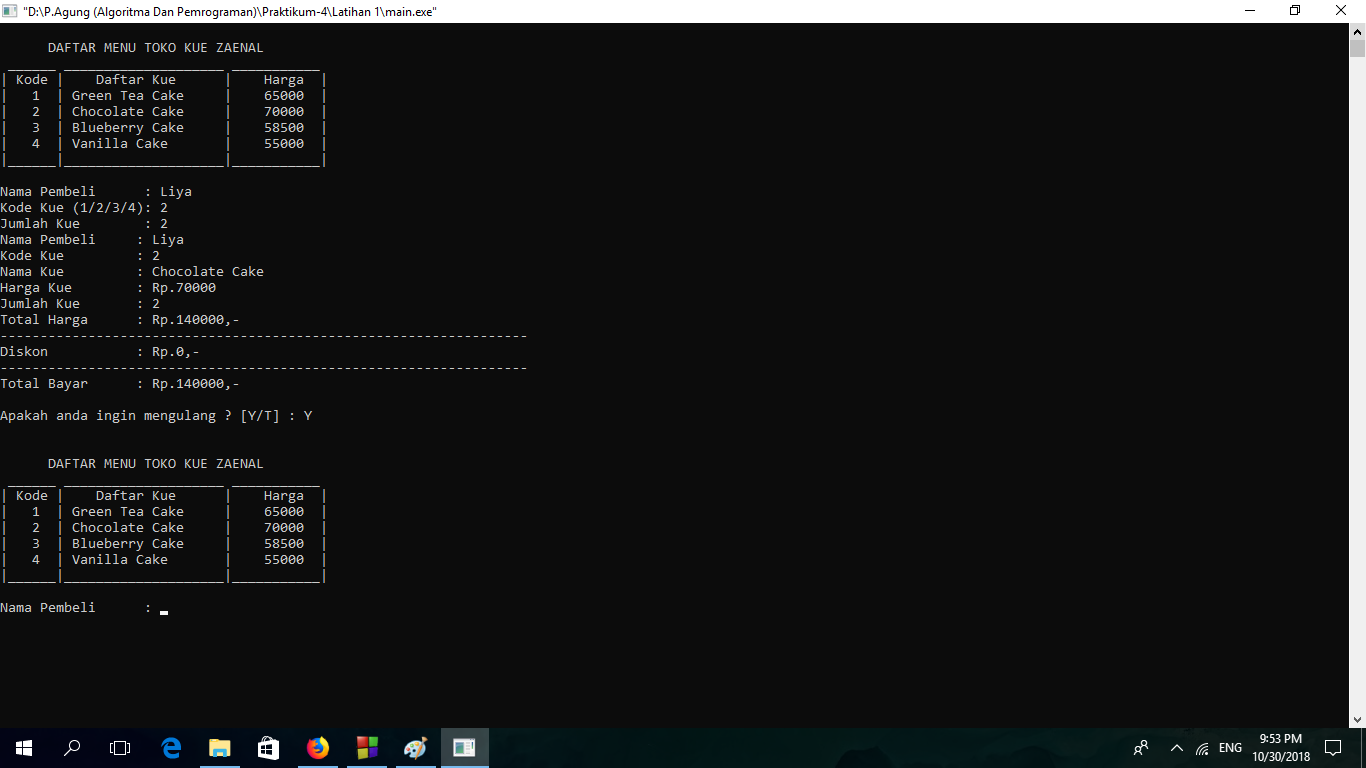 "D:\P.Agung (Algoritma Dan Pemrograman)\Praktikum-4\Latihan 1\main.exe"
DAFTAR MENU TOKO KUE ZAENAL
| Kode | Daftar Kue | Harga |
| 1 | Green Tea Cake | 65000 |
| 2 | Chocolate Cake | 70000 |
| 3 | Blueberry Cake | 58500 |
| 4 | Vanilla Cake | 55000 |
|______|____________________|___________|
Nama Pembeli : Liya
Kode Kue (1/2/3/4): 2
Jumlah Kue : 2
Nama Pembeli : Liya
Kode Kue : 2
Nama Kue : Chocolate Cake
Harga Kue : Rp.70000
Jumlah Kue : 2
Total Harga : Rp.140000,-
------------------------------------------------------------------
Diskon : Rp.0,-
------------------------------------------------------------------
Total Bayar : Rp.140000,-
Apakah anda ingin mengulang ? [Y/T] : Y
DAFTAR MENU TOKO KUE ZAENAL
| Kode | Daftar Kue | Harga |
| 1 | Green Tea Cake | 65000 |
| 2 | Chocolate Cake | 70000 |
| 3 | Blueberry Cake | 58500 |
| 4 | Vanilla Cake | 55000 |
|______|____________________|___________|
Nama Pembeli : _
ENG
9:53 PM
10/30/2018